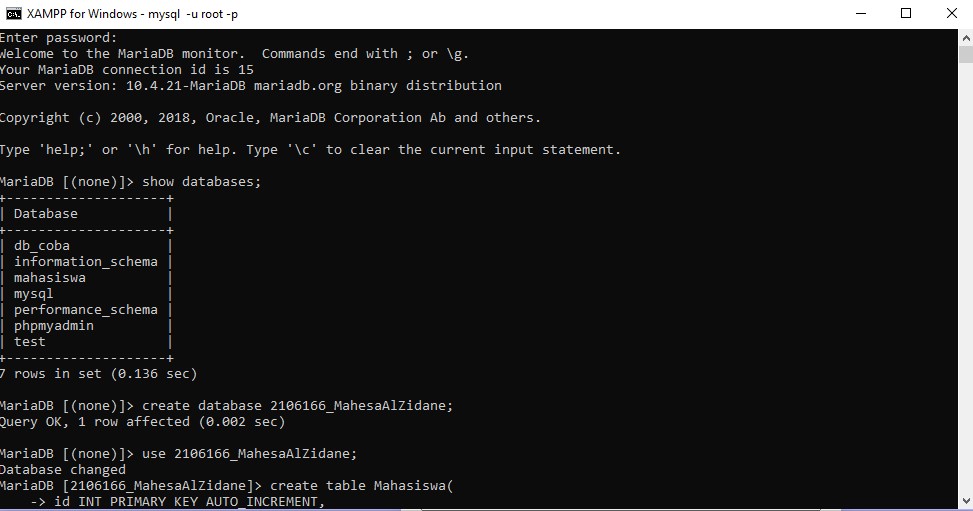 XAMPP for Windows - mysql  -u root -p
Enter password:
Welcome to the MariaDB monitor.  Commands end with ; or \g.
Your MariaDB connection id is 15
Server version: 10.4.21-MariaDB mariadb.org binary distribution
Copyright (c) 2000, 2018, Oracle, MariaDB Corporation Ab and others.
Type 'help;' or '\h' for help. Type '\c' to clear the current input statement.
MariaDB [(none)]> show databases;
+--------------------+
| Database           |
+--------------------+
| db_coba            |
| information_schema |
| mahasiswa          |
| mysql              |
| performance_schema |
| phpmyadmin         |
| test               |
+--------------------+
7 rows in set (0.136 sec)
MariaDB [(none)]> create database 2106166_MahesaAlZidane;
Query OK, 1 row affected (0.002 sec)
MariaDB [(none)]> use 2106166_MahesaAlZidane;
Database changed
MariaDB [2106166_MahesaAlZidane]> create table Mahasiswa(
    -> id INT PRIMARY KEY AUTO_INCREMENT,